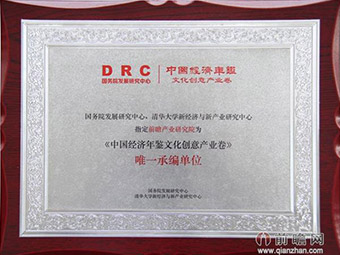 DRC
国务院发展研究中心
中國經濟年鑑
文化创意产业卷
国务院发展研究中心、清华大学新经济与新产业研究中心
指定前瞻产业研究院为
《中国经济年鉴文化创意产业卷》
唯一承编单位
国务院发展研究中心
清华大学新经济与新产业研究中心
前瞻网
www.qianzhan.com